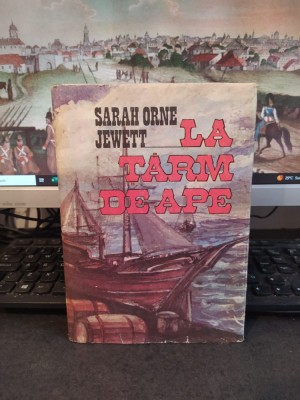 SARAH ORNE
JEWETT
LA
ȚĂRM
DE APE